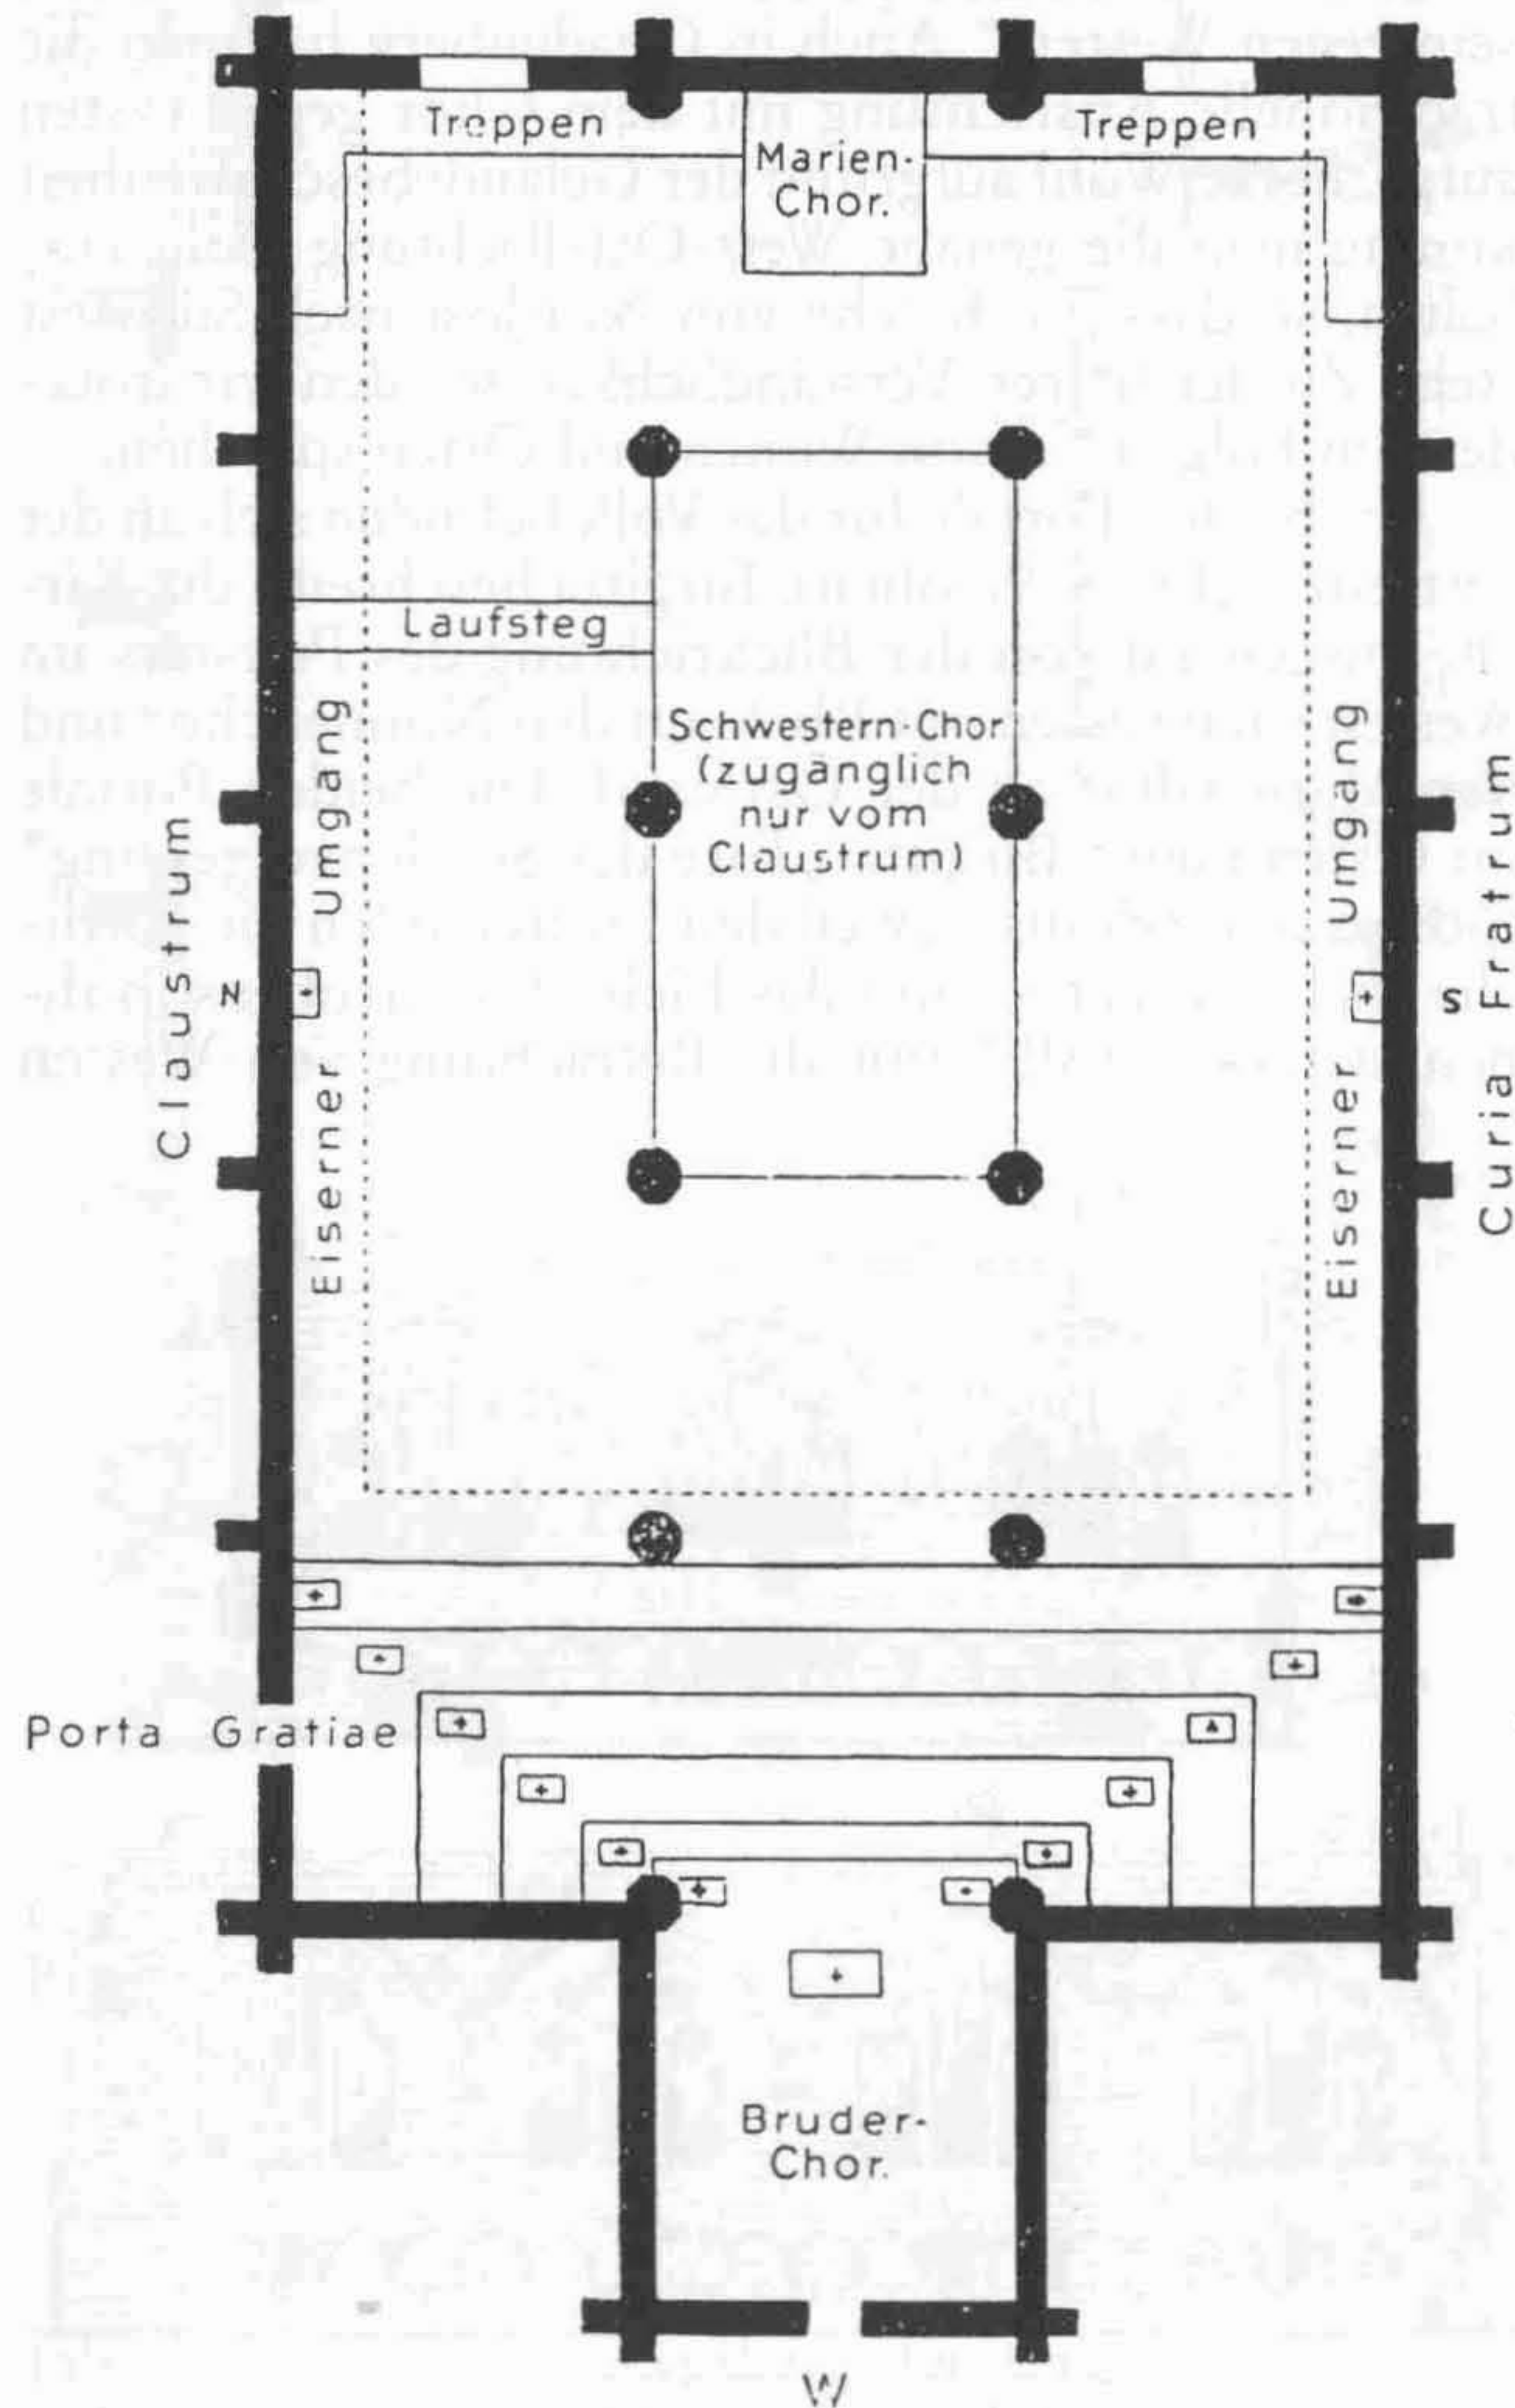 Treppen
Treppen
Marien-
Chor.
Laufsteg
Schwestern-Chor
(zugänglich
nur vom
Claustrum)
Claustrum
N
Eiserner Umgang
Eiserner Umgang
S
Curia Fratrum
Porta Gratiae
Bruder-
Chor.
W